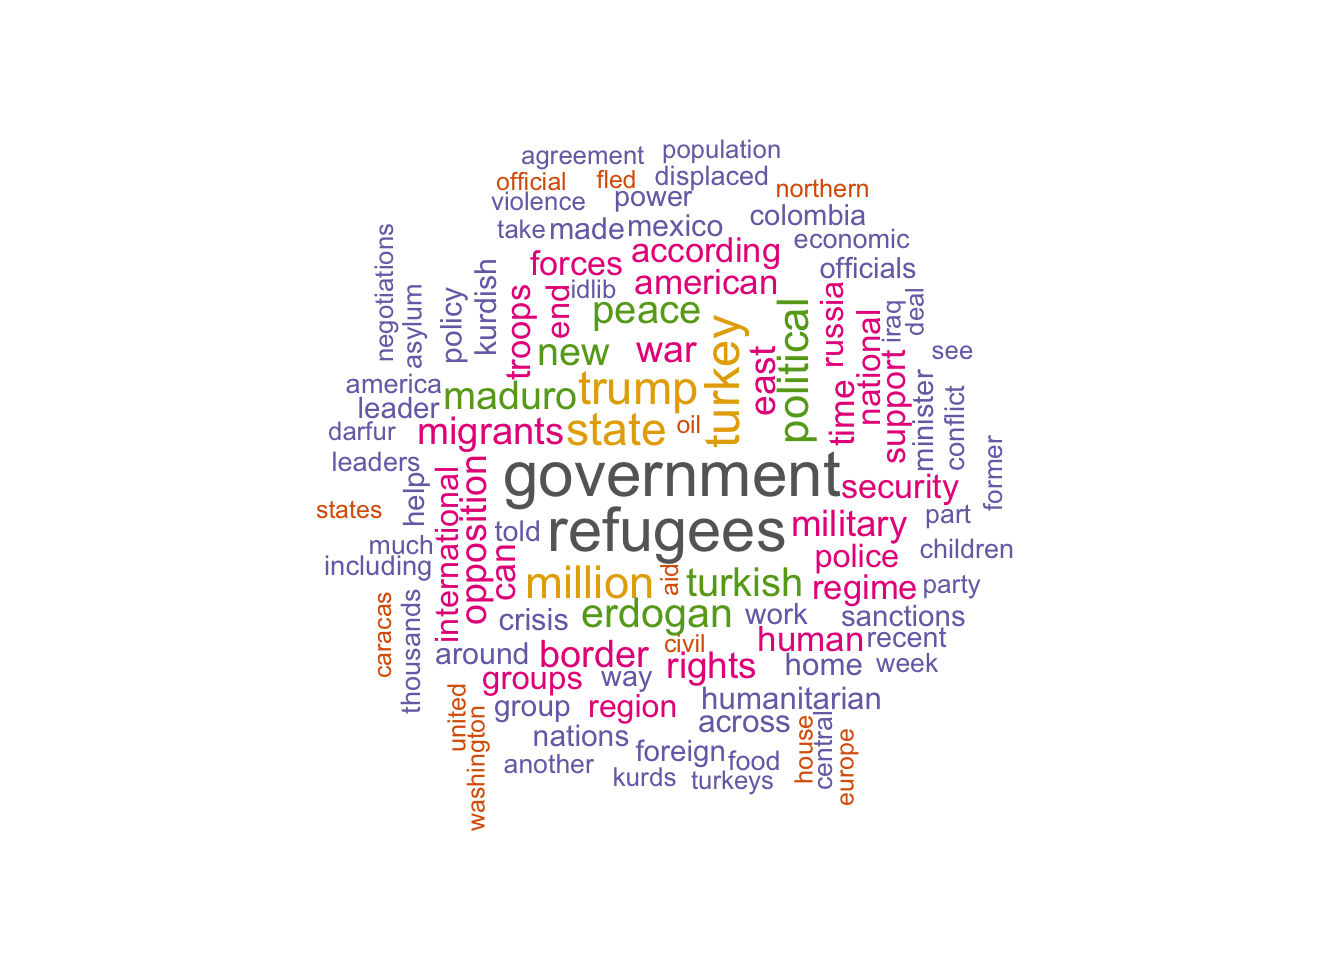 agreement
population
official
fled
displaced
northern
violence
power
colombia
take
made
mexico
economic
negotiations
according
forces
american
officials
asylum
policy
kurdish
troops
end
idlib
peace
turkey
political
russia
iraq
deal
national
new
war
east
time
support
see
minister
conflict
former
america
leader
maduro
trump
darfur
migrants
state
oil
leaders
government
security
states
help
international
opposition
told
refugees
military
part
much
can
police
children
including
million
aid
turkish
regime
party
caracas
thousands
crisis
erdogan
work
sanctions
around
border
civil
human
recent
groups
way
rights
home
week
united
washington
group
region
humanitarian
nations
across
house
central
europe
another
foreign
food
kurds
turkeys